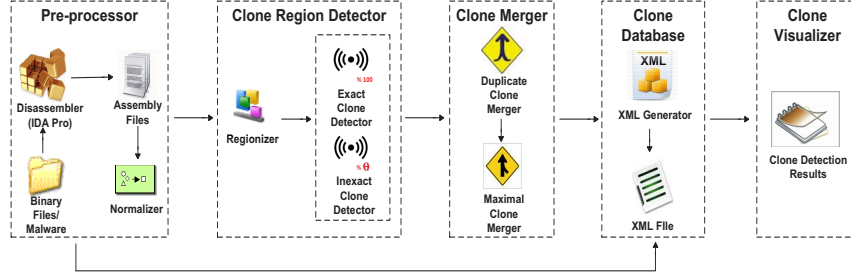 Pre-processor
Disassembler
(IDA Pro)
Assembly
Files
Binary
Files/
Malware
Normalizer
Clone Region Detector
Regionizer
% 100
Exact
Clone
Detector
% θ
Inexact
Clone
Detector
Clone Merger
Duplicate
Clone
Merger
Maximal
Clone
Merger
Clone
Database
XML
XML Generator
XML FIle
Clone
Visualizer
Clone Detection
Results